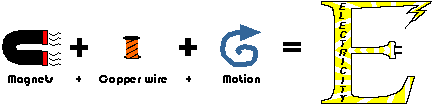 + + = E
ELECTRICITY
Magnets + Copper wire + Motion